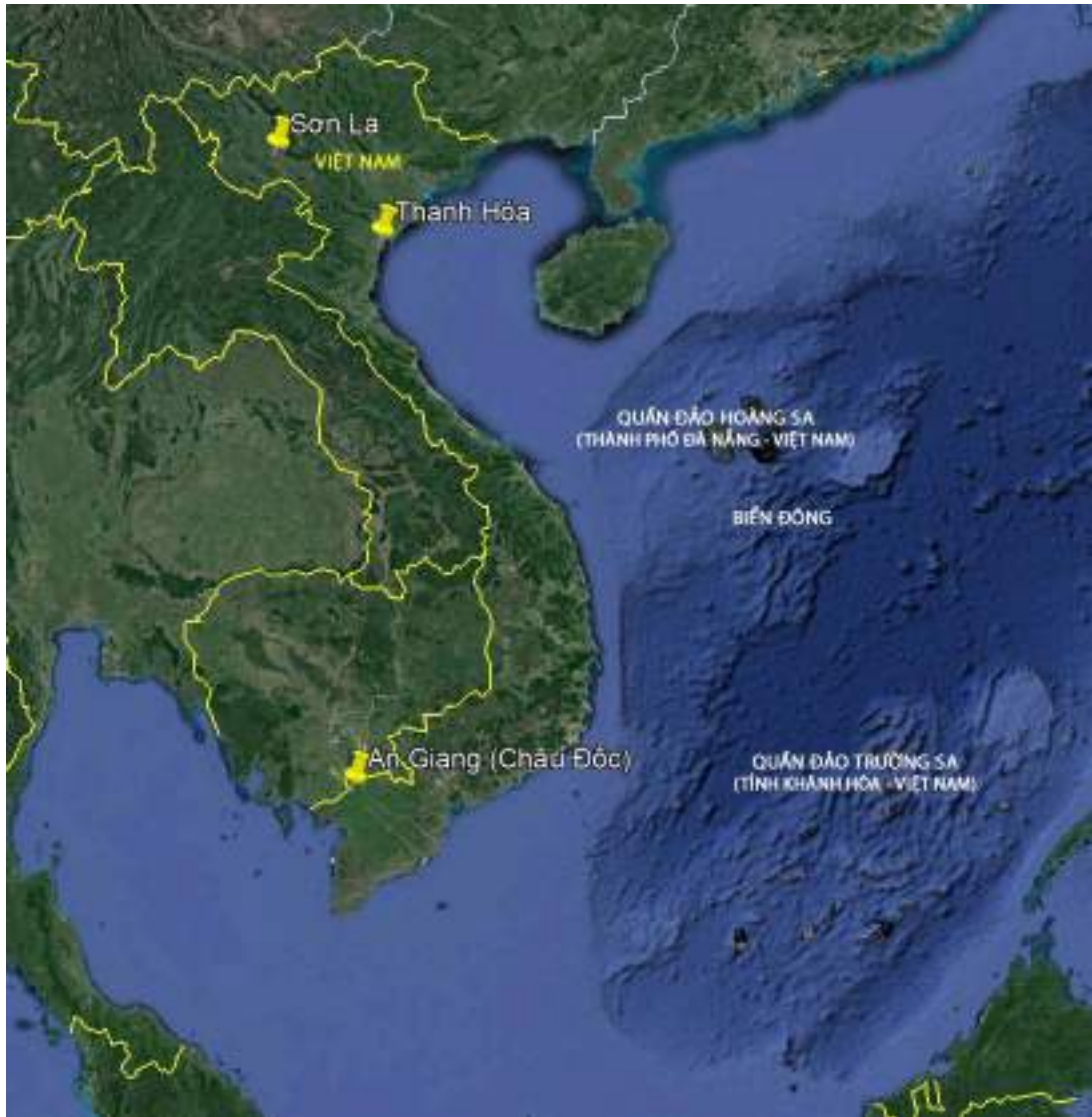 Sơn La
VIỆT NAM
Thanh Hóa
QUẦN ĐẢO HOÀNG SA
(THÀNH PHỐ ĐÀ NẴNG - VIỆT NAM)
BIỂN ĐÔNG
An Giang (Châu Đốc)
QUẦN ĐẢO TRƯỜNG SA
(TỈNH KHÁNH HÒA - VIỆT NAM)